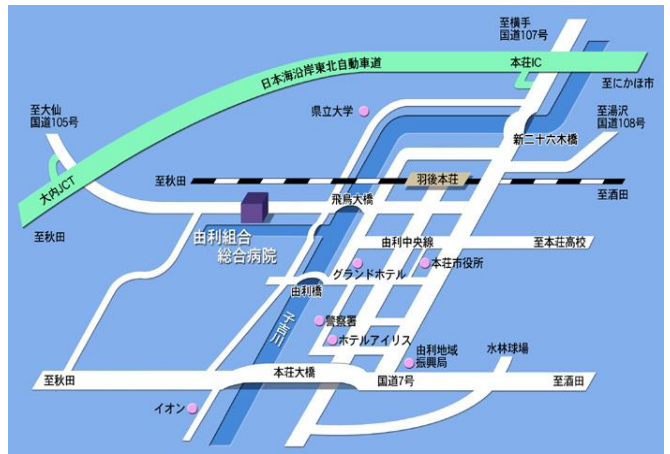 至横手
国道107号
日本海沿岸東北自動車道
本荘IC
至にかほ市
至大仙
国道105号
県立大学
至湯沢
国道108号
新二十六木橋
大内JCT
至秋田
羽後本荘
至酒田
飛鳥大橋
至秋田
由利組合
総合病院
由利中央線
至本荘高校
グランドホテル
本荘市役所
由利橋
子吉川
警察署
ホテルアイリス
由利地域
振興局
水林球場
本荘大橋
至秋田
国道7号
至酒田
イオン